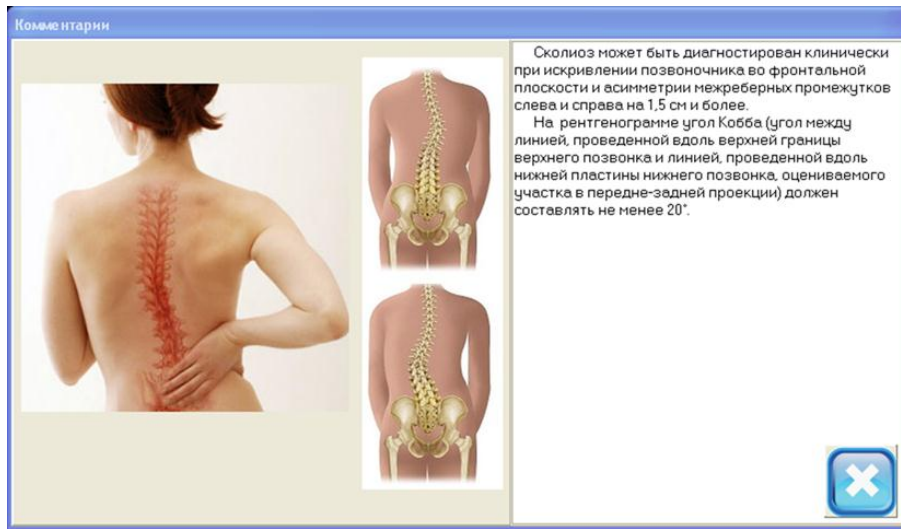 Комментарии
Сколиоз может быть диагностирован клинически
при искривлении позвоночника во фронтальной
плоскости и асимметрии межреберных промежутков
слева и справа на 1,5 см и более.
На рентгенограмме угол Кобба (угол между
линией, проведенной вдоль верхней границы
верхнего позвонка и линией, проведенной вдоль
нижней пластины нижнего позвонка, оцениваемого
участка в передне-задней проекции) должен
составлять не менее 20°.